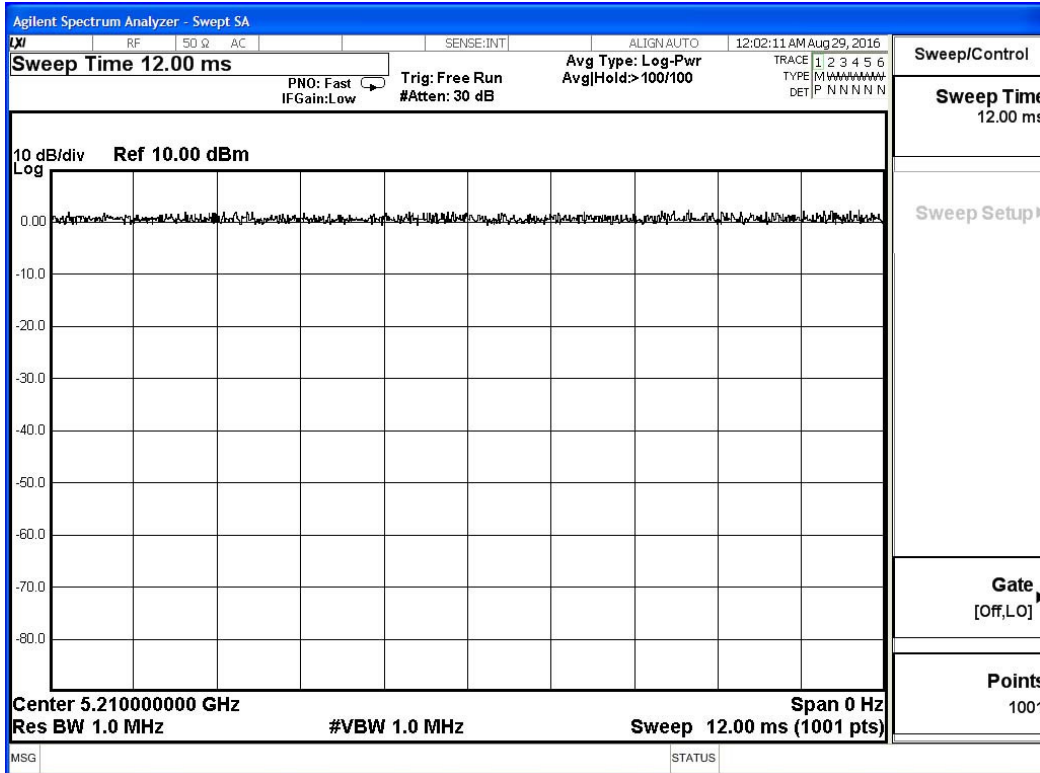 Agilent Spectrum Analyzer - Swept SA
LXI RF 50 Ω AC SENSE:INT ALIGN AUTO 12:02:11 AM Aug 29, 2016
Sweep Time 12.00 ms
PNO: Fast
IFGain:Low
Trig: Free Run
#Atten: 30 dB
Avg Type: Log-Pwr
Avg|Hold:>100/100
TRACE 1 2 3 4 5 6
TYPE M WWWWW
DET P N N N N N
10 dB/div Ref 10.00 dBm
Log
0.00
-10.0
-20.0
-30.0
-40.0
-50.0
-60.0
-70.0
-80.0
Center 5.210000000 GHz Span 0 Hz
Res BW 1.0 MHz #VBW 1.0 MHz Sweep 12.00 ms (1001 pts)
MSG STATUS
Sweep/Control
Sweep Time
12.00 ms
Sweep Setup
Gate
[Off,LO]
Points
1001